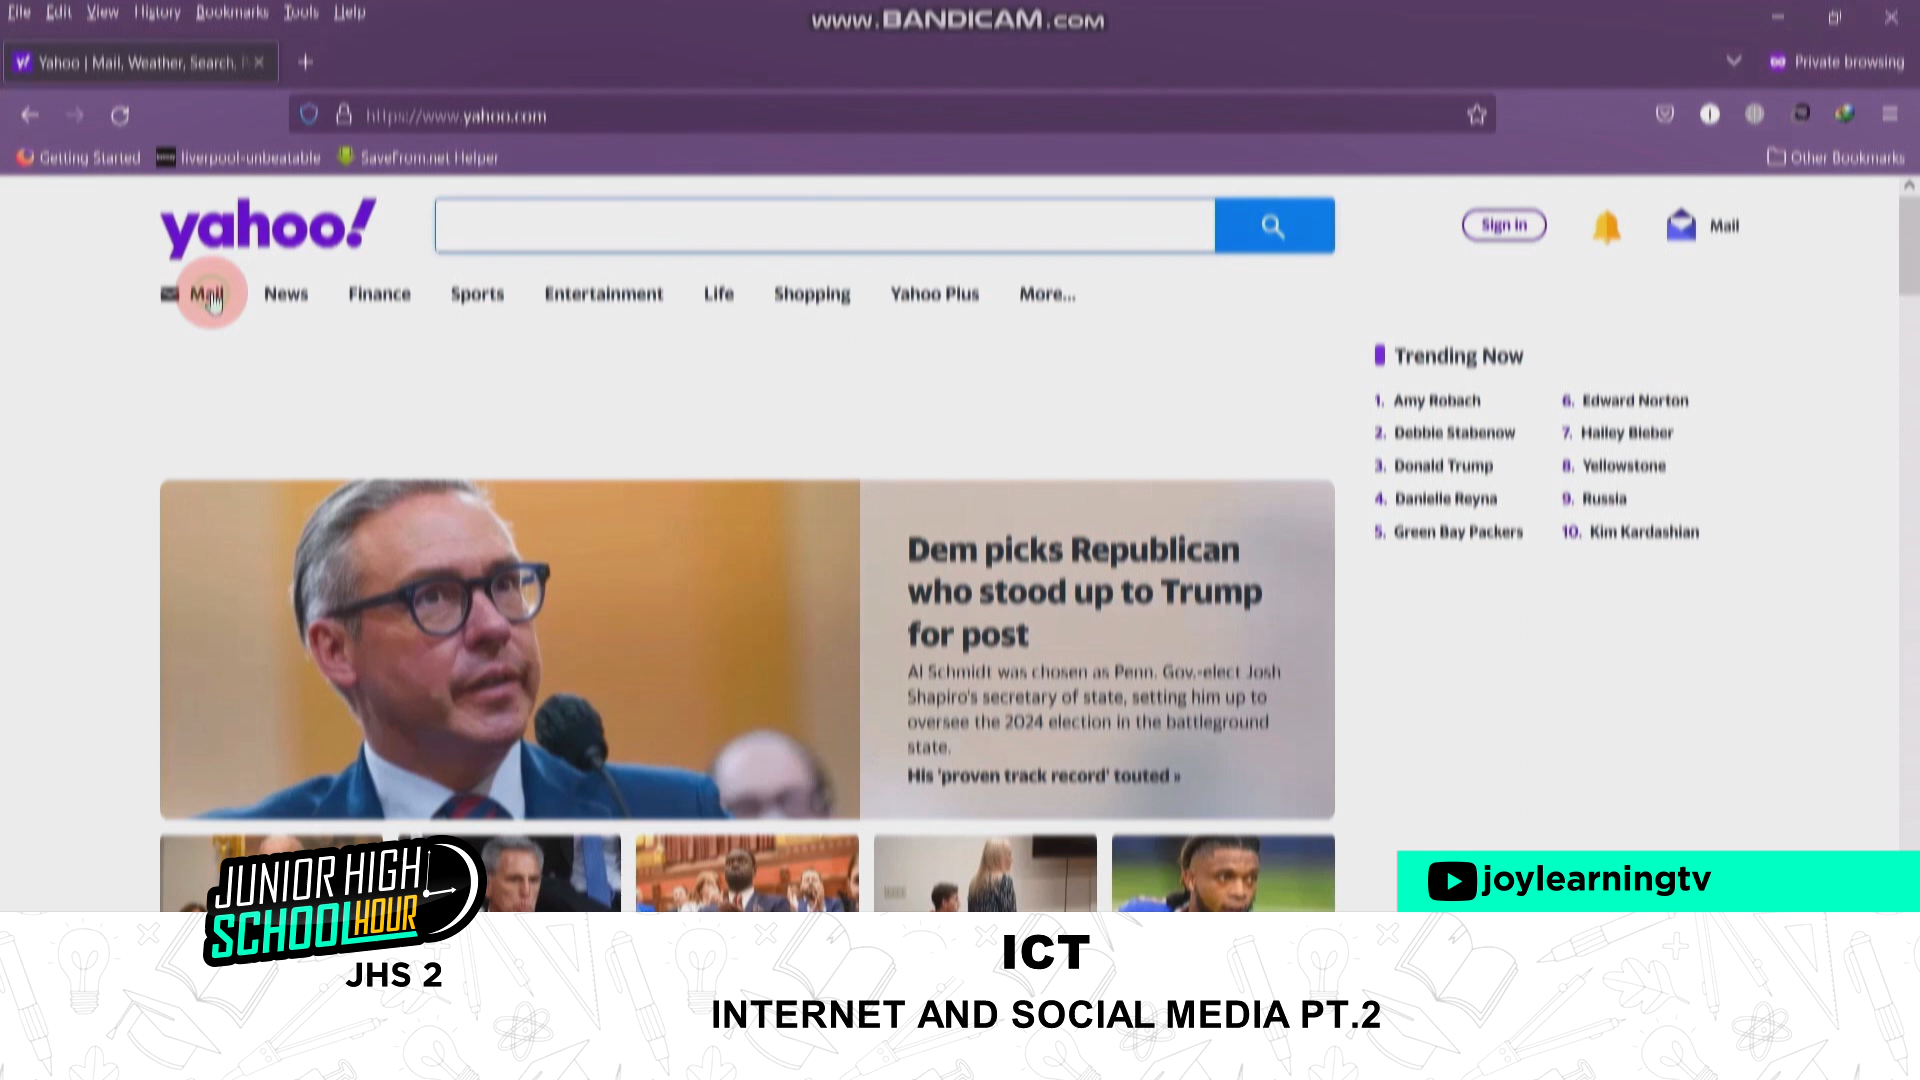 File Edit View History Bookmarks Tools Help
www.BANDICAM.com
Yahoo | Mail, Weather, Search,
Private browsing
https://www.yahoo.com
Getting Started liverpool-unbeatable SaveFrom.net Helper
Other Bookmarks
yahoo!
Sign in
Mail
Mail News Finance Sports Entertainment Life Shopping Yahoo Plus More...
Trending Now
1. Amy Robach
2. Debbie Stabenow
3. Donald Trump
4. Danielle Reyna
5. Green Bay Packers
6. Edward Norton
7. Hailey Bieber
8. Yellowstone
9. Russia
10. Kim Kardashian
Dem picks Republican
who stood up to Trump
for post
Al Schmidt was chosen as Penn. Gov.-elect Josh
Shapiro's secretary of state, setting him up to
oversee the 2024 election in the battleground
state.
His 'proven track record' touted »
JUNIOR HIGH
SCHOOL HOUR
JHS 2
joylearningtv
ICT
INTERNET AND SOCIAL MEDIA PT.2